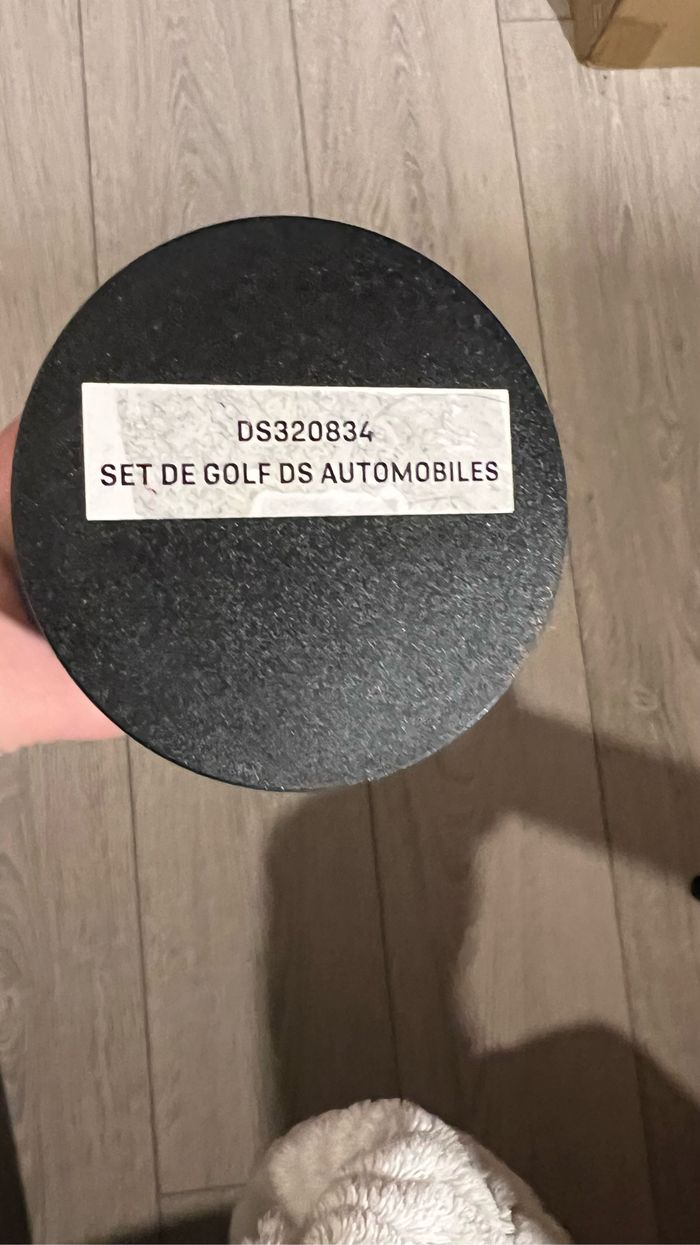 DS320834
SET DE GOLF DS AUTOMOBILES